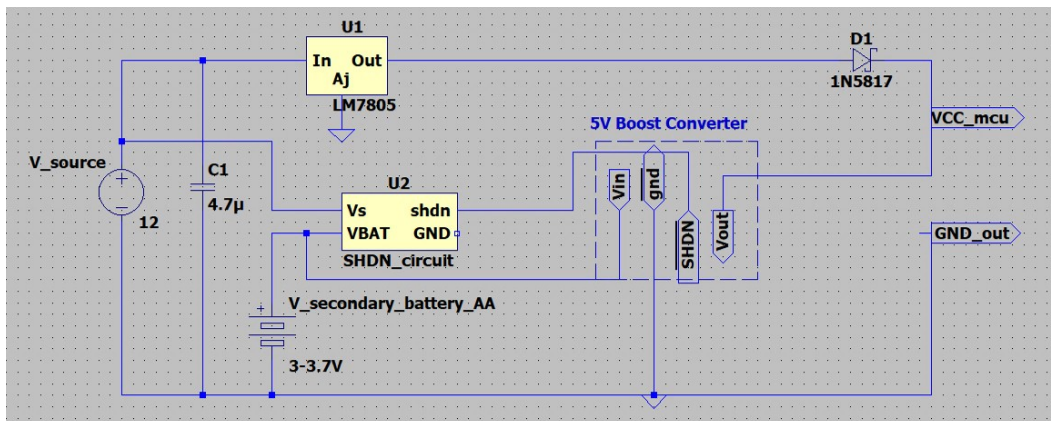 U1
In Out
Aj
LM7805
D1
1N5817
VCC_mcu
5V Boost Converter
V_source
+
−
12
C1
4.7µ
U2
Vs shdn
VBAT GND
SHDN_circuit
Vin
gnd
SHDN
Vout
GND_out
+
V_secondary_battery_AA
3-3.7V